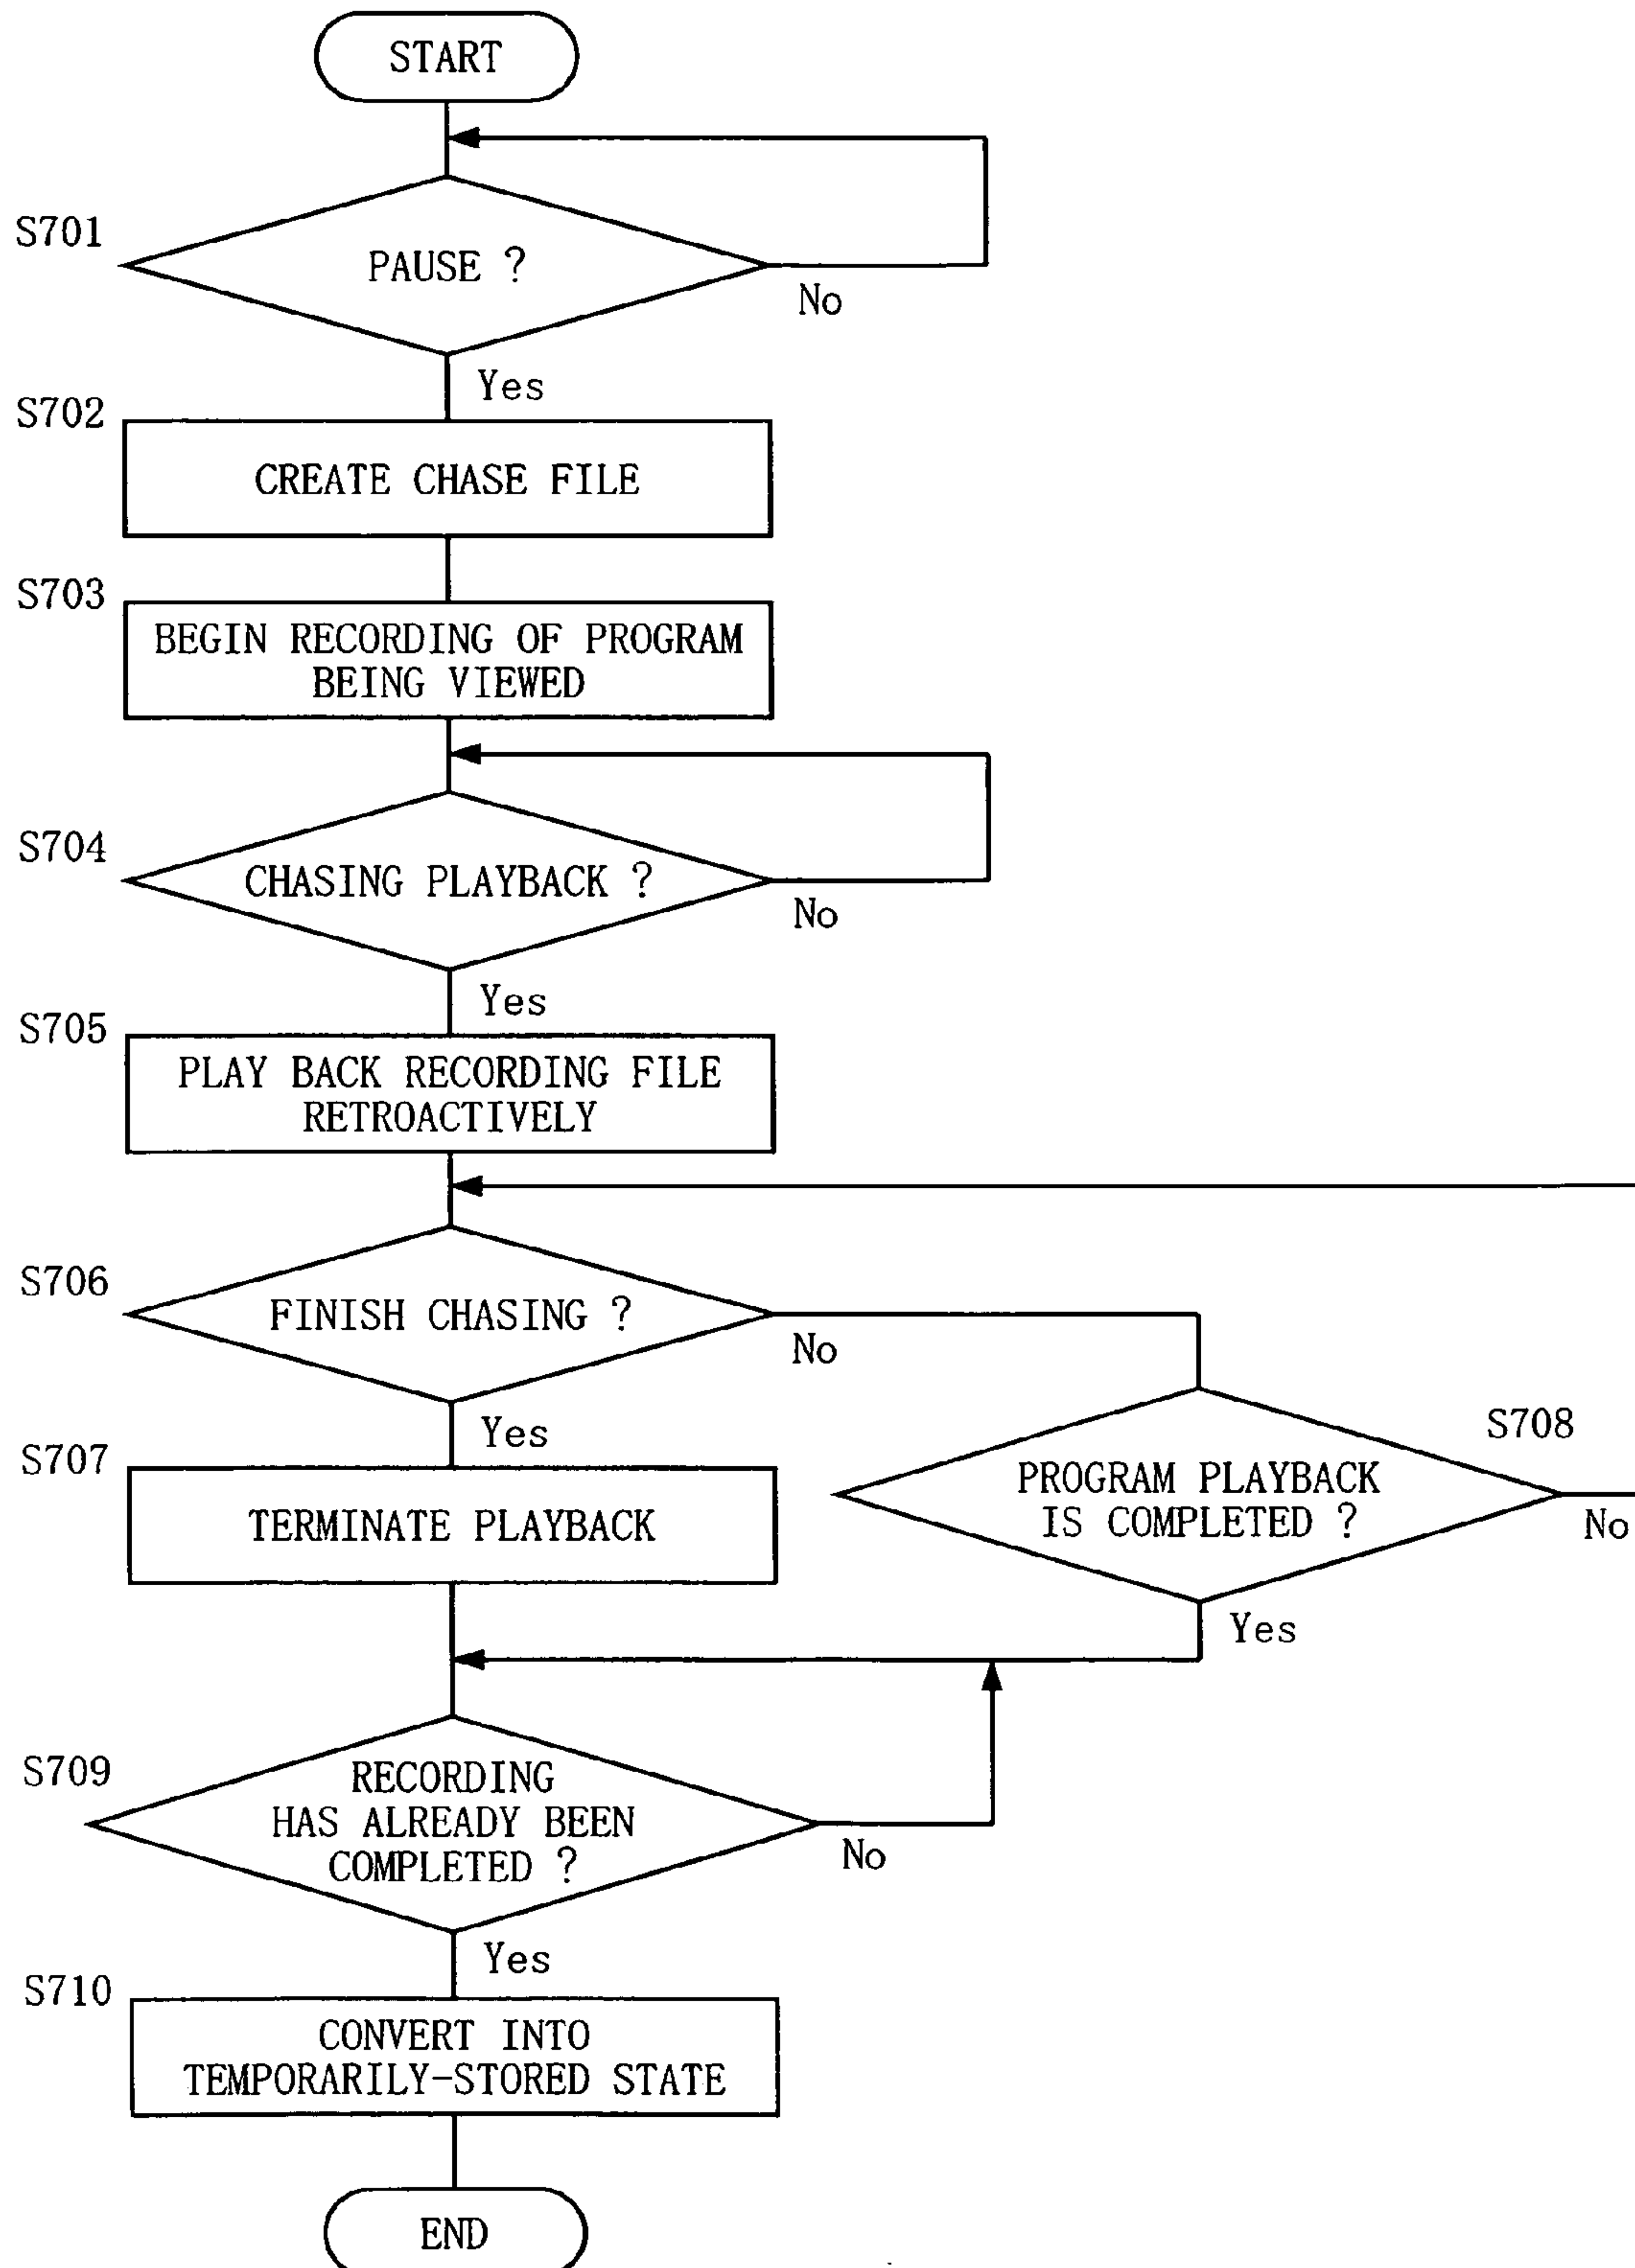 START
S701
PAUSE ?
No
Yes
S702
CREATE CHASE FILE
S703
BEGIN RECORDING OF PROGRAM
BEING VIEWED
S704
CHASING PLAYBACK ?
No
Yes
S705
PLAY BACK RECORDING FILE
RETROACTIVELY
S706
FINISH CHASING ?
No
Yes
S708
PROGRAM PLAYBACK
IS COMPLETED ?
No
Yes
S707
TERMINATE PLAYBACK
S709
RECORDING
HAS ALREADY BEEN
COMPLETED ?
No
Yes
S710
CONVERT INTO
TEMPORARILY-STORED STATE
END